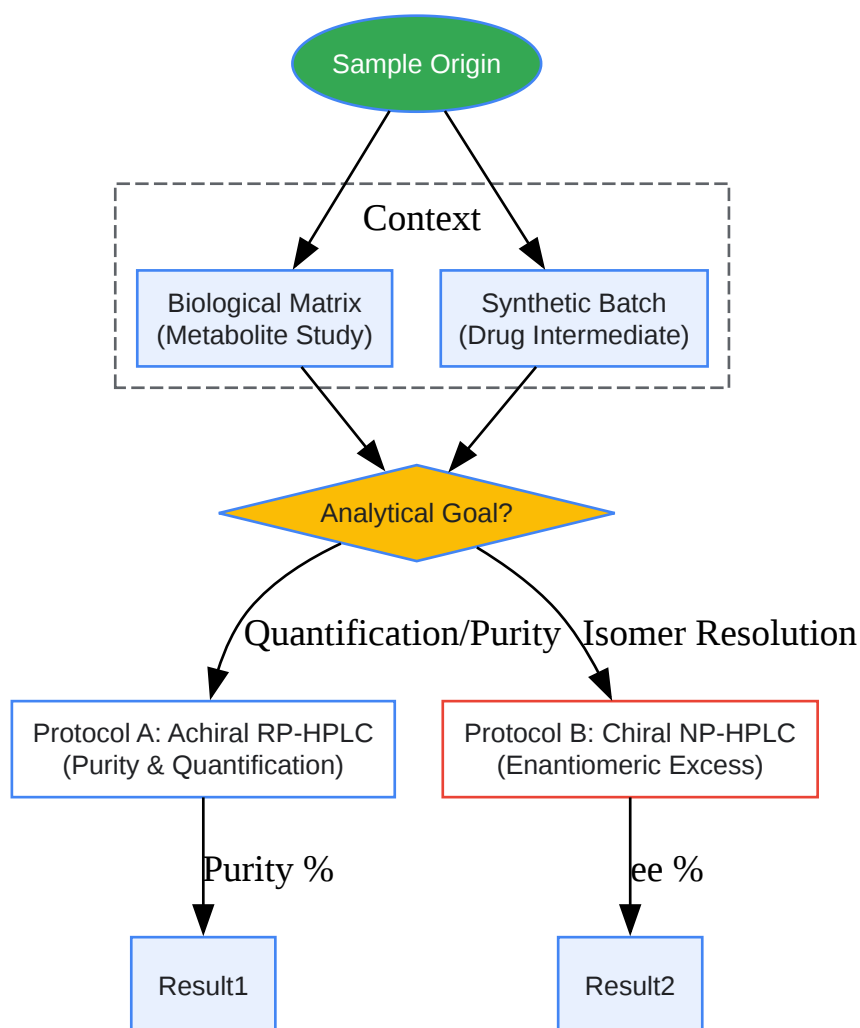 Sample Origin
Context
Biological Matrix
(Metabolite Study)
Synthetic Batch
(Drug Intermediate)
Analytical Goal?
Quantification/Purity
Isomer Resolution
Protocol A: Achiral RP-HPLC
(Purity & Quantification)
Protocol B: Chiral NP-HPLC
(Enantiomeric Excess)
Purity %
ee %
Result1
Result2